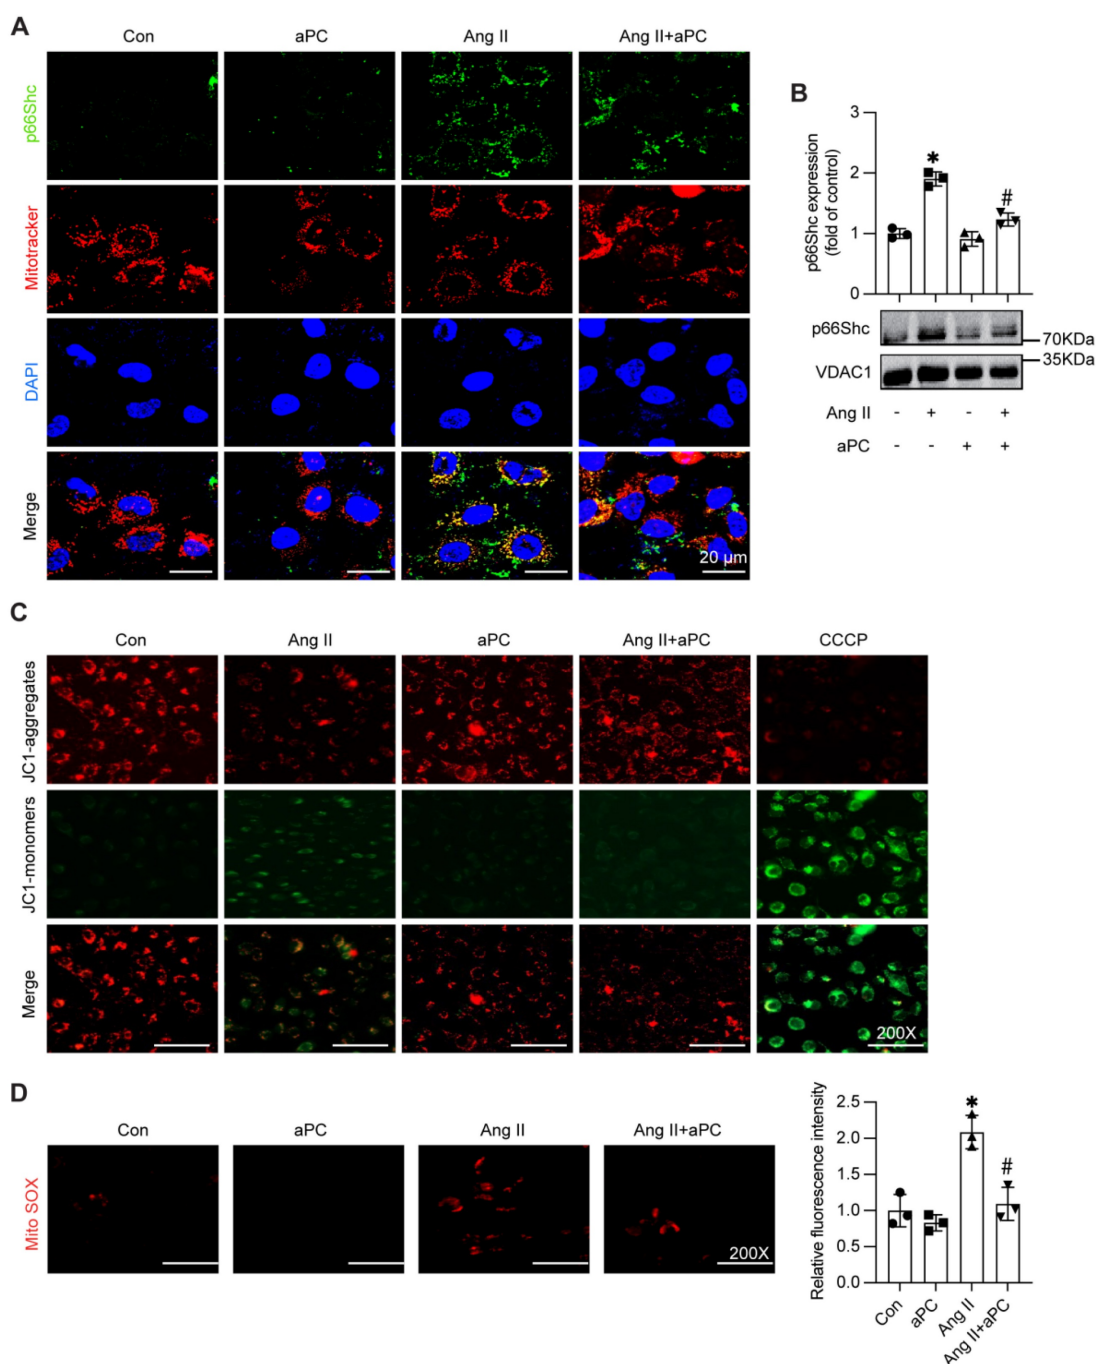 A
Con aPC Ang II Ang II+aPC
p66Shc
Mitotracker
DAPI
Merge
20 μm
B
p66Shc expression
(fold of control)
3
2
1
0
*
#
p66Shc
70KDa
35KDa
VDAC1
Ang II - + - +
aPC - - + +
C
Con Ang II aPC Ang II+aPC CCCP
JC1-aggregates
JC1-monomers
Merge
200X
D
Con aPC Ang II Ang II+aPC
Mito SOX
200X
Relative fluorescence intensity
2.5
2.0
1.5
1.0
0.5
0.0
*
#
Con aPC Ang II Ang II+aPC